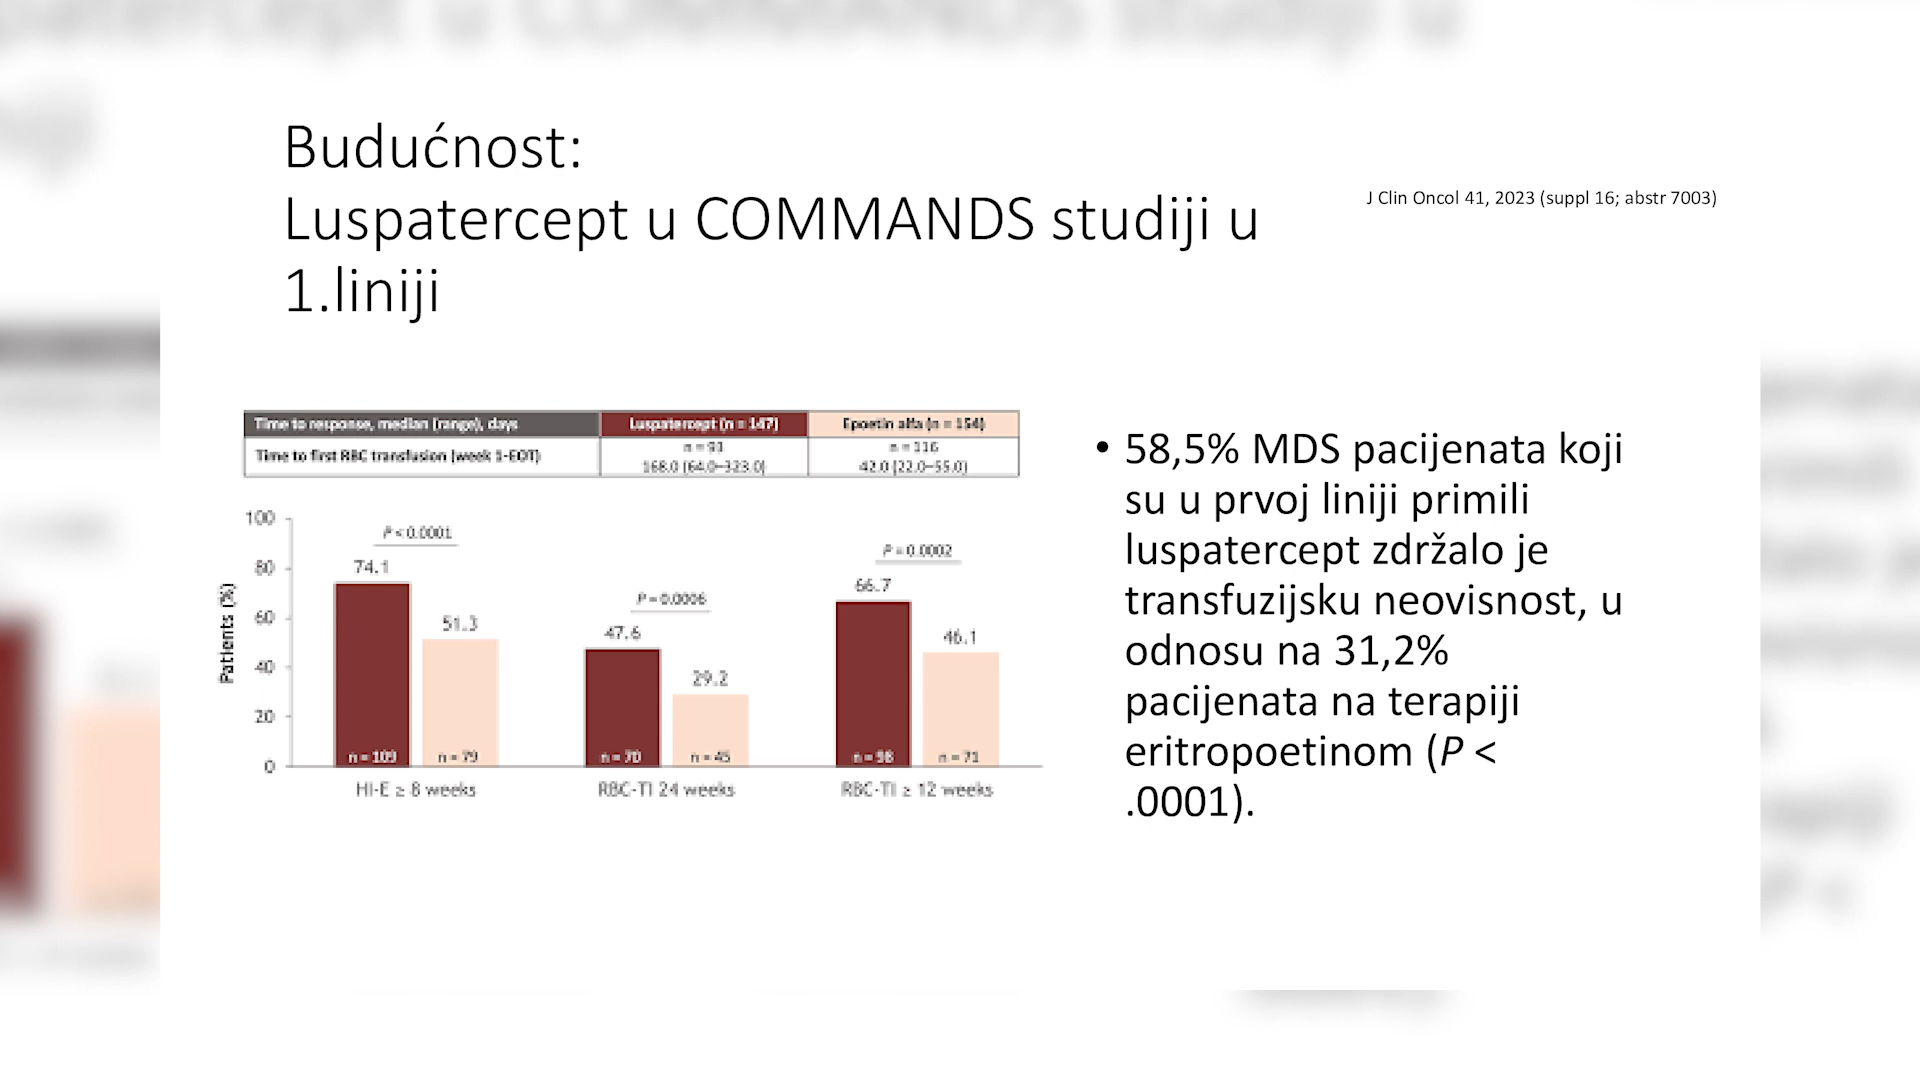 Budućnost:
Luspatercept u COMMANDS studiji u
1.liniji
J Clin Oncol 41, 2023 (suppl 16; abstr 7003)
Time to response, median (range), days
Luspatercept (n = 147)
Epoetin alfa (n = 154)
Time to first RBC transfusion (week 1-EOT)
n = 93
168.0 (64.0–323.0)
n = 116
42.0 (22.0–55.0)
Patients (%)
100
80
60
40
20
0
P < 0.0001
74.1
51.3
n = 109
n = 79
HI-E ≥ 8 weeks
P = 0.0006
47.6
29.2
n = 70
n = 45
RBC-TI 24 weeks
P = 0.0002
66.7
46.1
n = 98
n = 71
RBC-TI ≥ 12 weeks
• 58,5% MDS pacijenata koji
su u prvoj liniji primili
luspatercept zdržalo je
transfuzijsku neovisnost, u
odnosu na 31,2%
pacijenata na terapiji
eritropoetinom (P <
.0001).